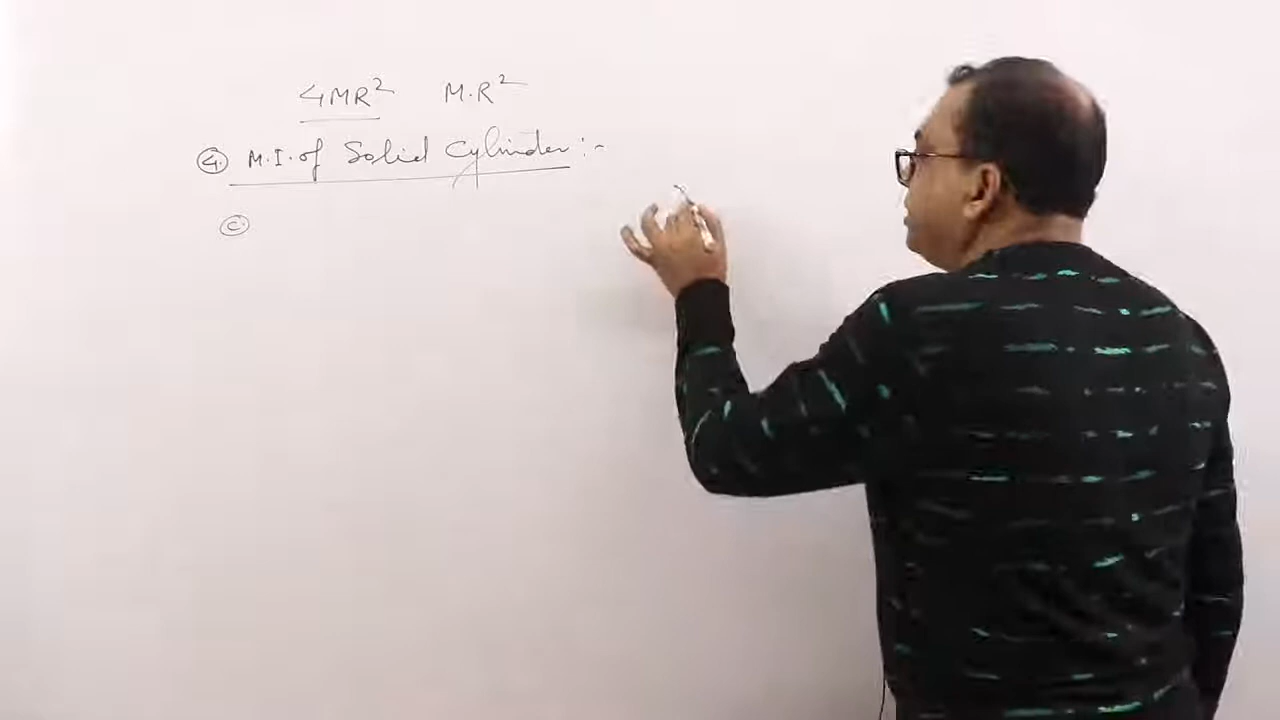 4MR² M.R²
④ M.I. of Solid Cylinder :-
ⓒ